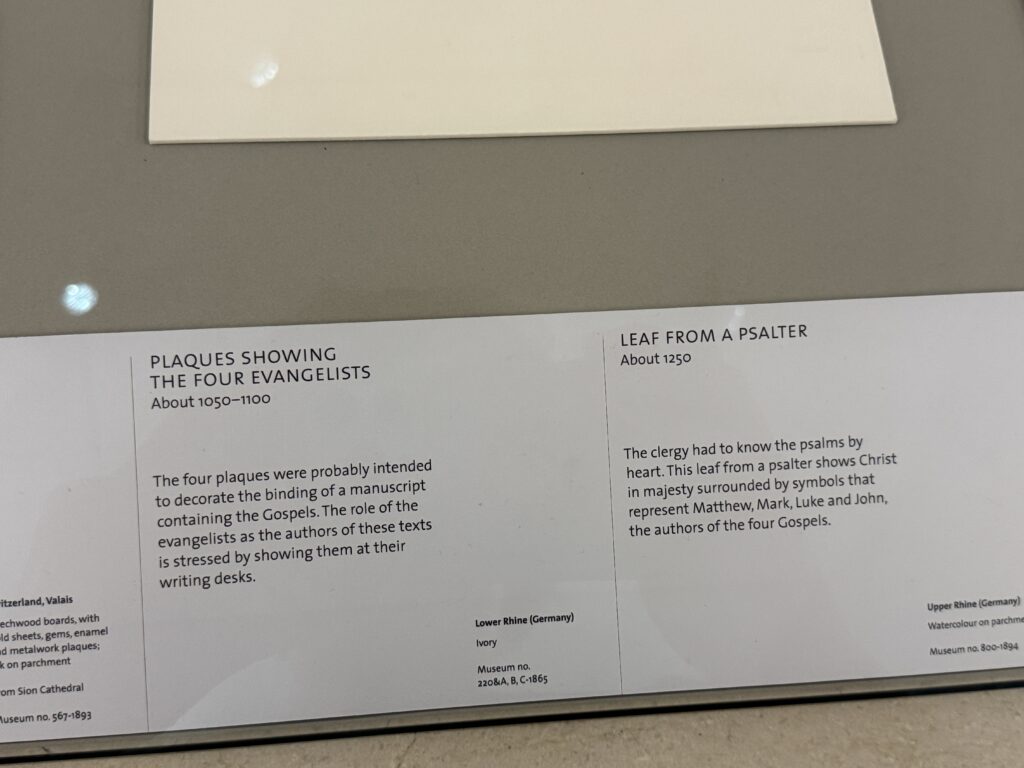 Switzerland, Valais
echwood boards, with
ld sheets, gems, enamel
d metalwork plaques;
k on parchment
om Sion Cathedral
Museum no. 567-1893
PLAQUES SHOWING
THE FOUR EVANGELISTS
About 1050–1100
The four plaques were probably intended
to decorate the binding of a manuscript
containing the Gospels. The role of the
evangelists as the authors of these texts
is stressed by showing them at their
writing desks.
Lower Rhine (Germany)
Ivory
Museum no.
220&A, B, C-1865
LEAF FROM A PSALTER
About 1250
The clergy had to know the psalms by
heart. This leaf from a psalter shows Christ
in majesty surrounded by symbols that
represent Matthew, Mark, Luke and John,
the authors of the four Gospels.
Upper Rhine (Germany)
Watercolour on parchme
Museum no. 800-1894